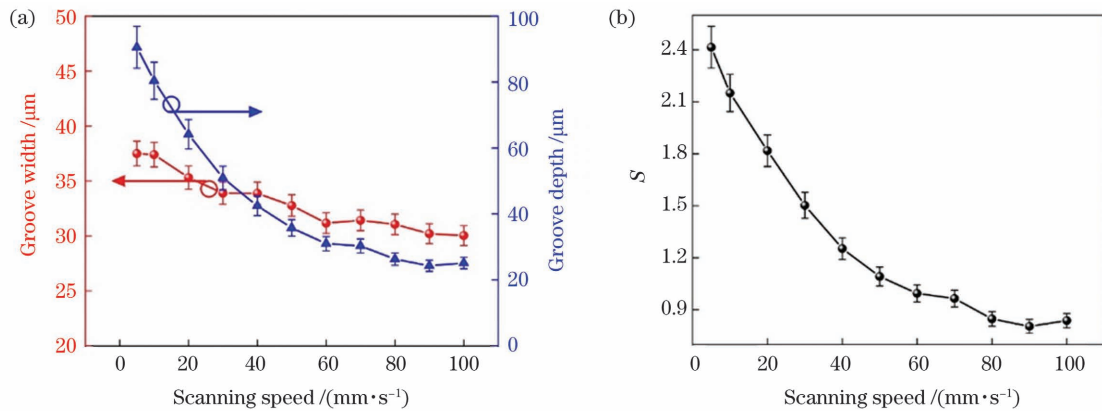 (a)
50
45
40
35
30
25
20
Groove width /μm
100
80
60
40
20
0
Groove depth /μm
0 20 40 60 80 100
Scanning speed /(mm·s⁻¹)
(b)
2.4
2.1
1.8
1.5
1.2
0.9
S
0 20 40 60 80 100
Scanning speed /(mm·s⁻¹)